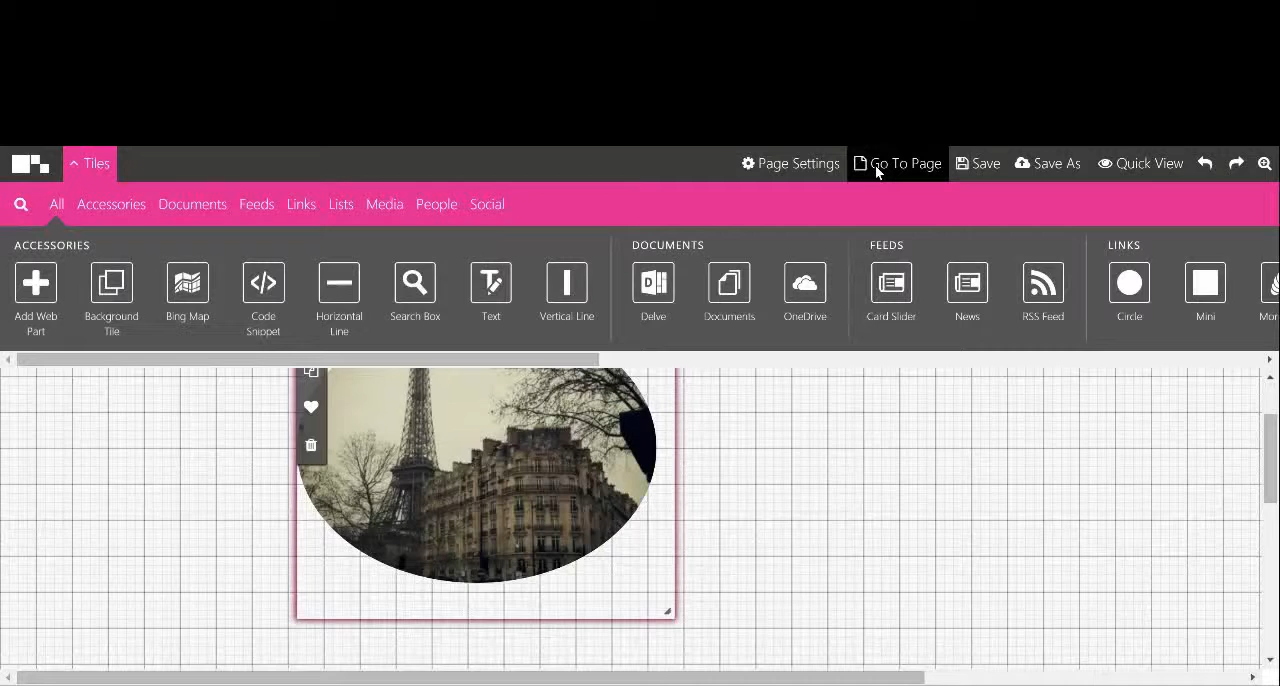 Tiles Page Settings Go To Page Save Save As Quick View
All Accessories Documents Feeds Links Lists Media People Social
ACCESSORIES DOCUMENTS FEEDS LINKS
Add Web Part
Background Tile
Bing Map
Code Snippet
Horizontal Line
Search Box
Text
Vertical Line
Delve
Documents
OneDrive
Card Slider
News
RSS Feed
Circle
Mini